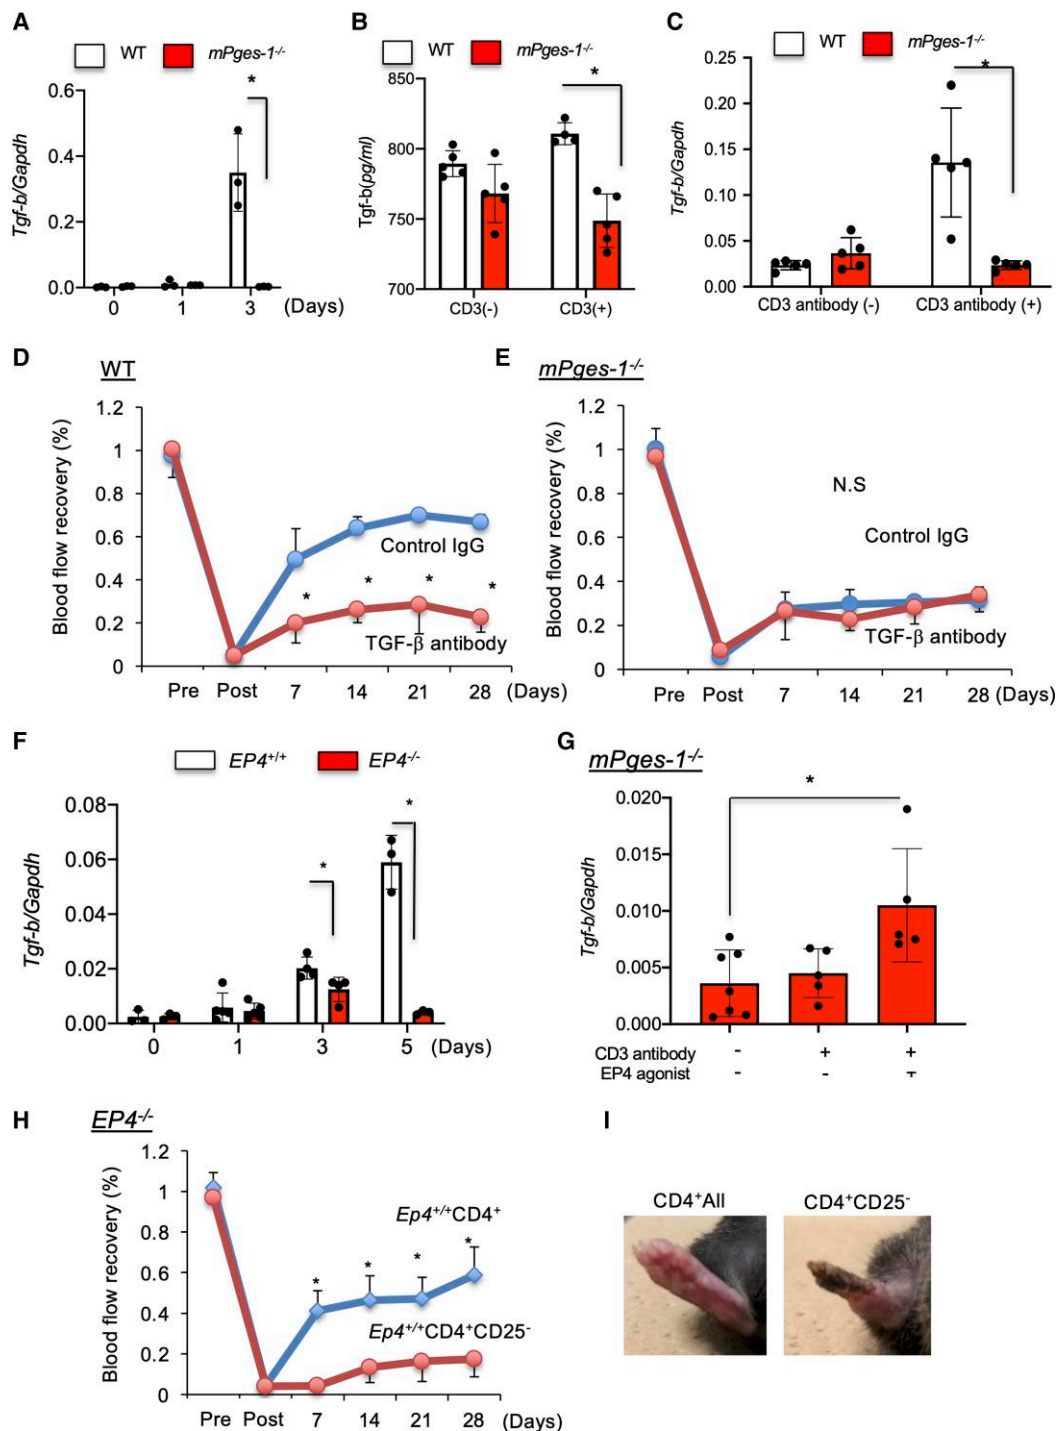 A
WT mPges-1-/-
*
0.6
0.4
0.2
0.0
Tgf-b/Gapdh
0 1 3 (Days)
B
WT mPges-1-/-
*
850
800
750
700
Tgf-b(pg/ml)
CD3(-) CD3(+)
C
WT mPges-1-/-
*
0.25
0.20
0.15
0.10
0.05
0.00
Tgf-b/Gapdh
CD3 antibody (-) CD3 antibody (+)
D
WT
1.2
1
0.8
0.6
0.4
0.2
0
Blood flow recovery (%)
Control IgG
* * * *
TGF-β antibody
Pre Post 7 14 21 28 (Days)
E
mPges-1-/-
1.2
1
0.8
0.6
0.4
0.2
0
Blood flow recovery (%)
N.S
Control IgG
TGF-β antibody
Pre Post 7 14 21 28 (Days)
F
EP4+/+ EP4-/-
* *
0.08
0.06
0.04
0.02
0.00
Tgf-b/Gapdh
0 1 3 5 (Days)
G
mPges-1-/-
*
0.020
0.015
0.010
0.005
0.000
Tgf-b/Gapdh
CD3 antibody - + +
EP4 agonist - - +
H
EP4-/-
1.2
1
0.8
0.6
0.4
0.2
0
Blood flow recovery (%)
Ep4+/+CD4+
* * * *
Ep4+/+CD4+CD25-
Pre Post 7 14 21 28 (Days)
I
CD4+All CD4+CD25-